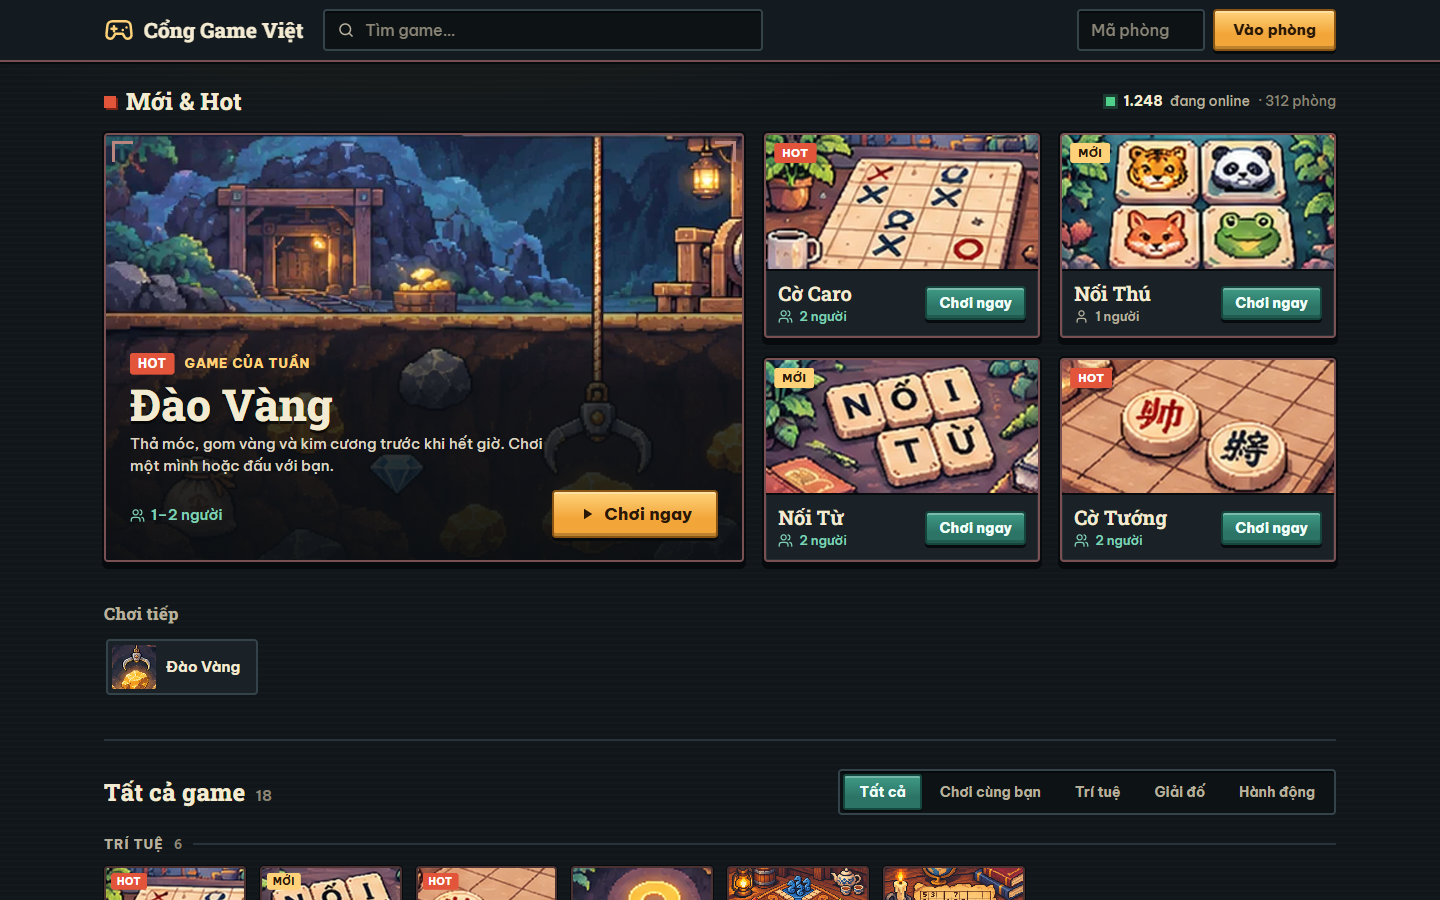 Cổng Game Việt
Tìm game...
Mã phòng
Vào phòng
Mới & Hot
1.248 đang online · 312 phòng
HOT
GAME CỦA TUẦN
Đào Vàng
Thả móc, gom vàng và kim cương trước khi hết giờ. Chơi
một mình hoặc đấu với bạn.
1–2 người
Chơi ngay
HOT
Cờ Caro
2 người
Chơi ngay
MỚI
Nối Thú
1 người
Chơi ngay
MỚI
NỐI
TỪ
Nối Từ
2 người
Chơi ngay
HOT
帅
将
Cờ Tướng
2 người
Chơi ngay
Chơi tiếp
Đào Vàng
Tất cả game 18
Tất cả
Chơi cùng bạn
Trí tuệ
Giải đố
Hành động
TRÍ TUỆ 6
HOT
MỚI
NỐI
HOT